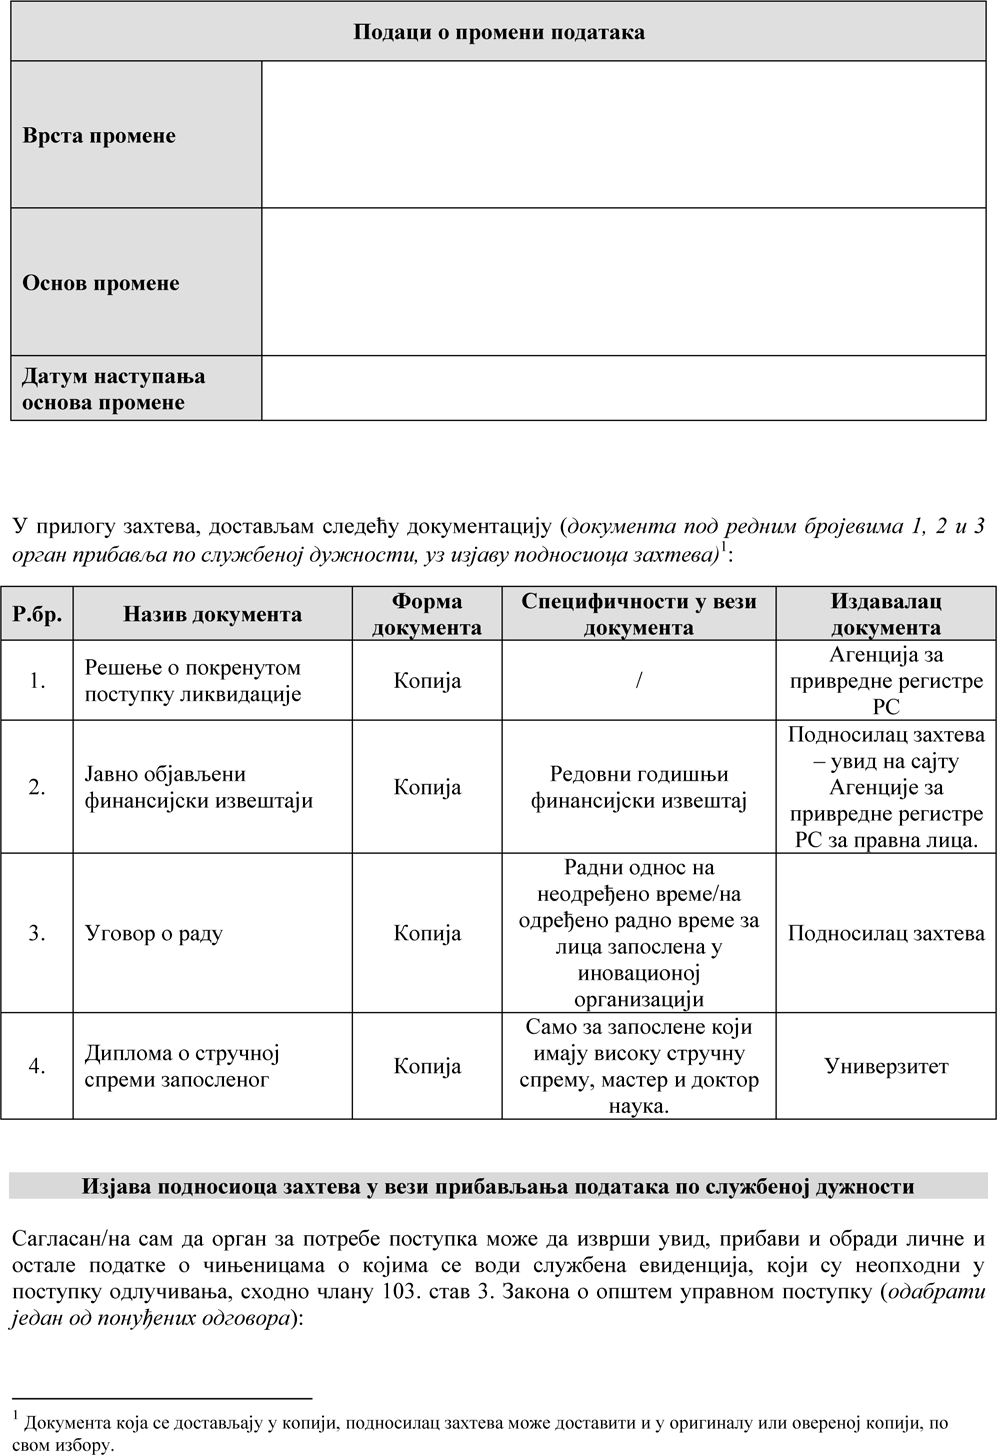 Подаци о промени података
Врста промене
Основ промене
Датум наступања
основа промене
У прилогу захтева, достављам следећу документацију (документа под редним бројевима 1, 2 и 3
орган прибавља по службеној дужности, уз изјаву подносиоца захтева)1:
Р.бр.
Назив документа
Форма
документа
Специфичности у вези
документа
Издавалац
документа
1.
Решење о покренутом
поступку ликвидације
Копија
/
Агенција за
привредне регистре
РС
2.
Јавно објављени
финансијски извештаји
Копија
Редовни годишњи
финансијски извештај
Подносилац захтева
– увид на сајту
Агенције за
привредне регистре
РС за правна лица.
3.
Уговор о раду
Копија
Радни однос на
неодређено време/на
одређено радно време за
лица запослена у
иновационој
организацији
Подносилац захтева
4.
Диплома о стручној
спреми запосленог
Копија
Само за запослене који
имају високу стручну
спрему, мастер и доктор
наука.
Универзитет
Изјава подносиоца захтева у вези прибављања података по службеној дужности
Сагласан/на сам да орган за потребе поступка може да изврши увид, прибави и обради личне и
остале податке о чињеницама о којима се води службена евиденција, који су неопходни у
поступку одлучивања, сходно члану 103. став 3. Закона о општем управном поступку (одабрати
један од понуђених одговора):
1 Документа која се достављају у копији, подносилац захтева може доставити и у оригиналу или овереној копији, по
свом избору.